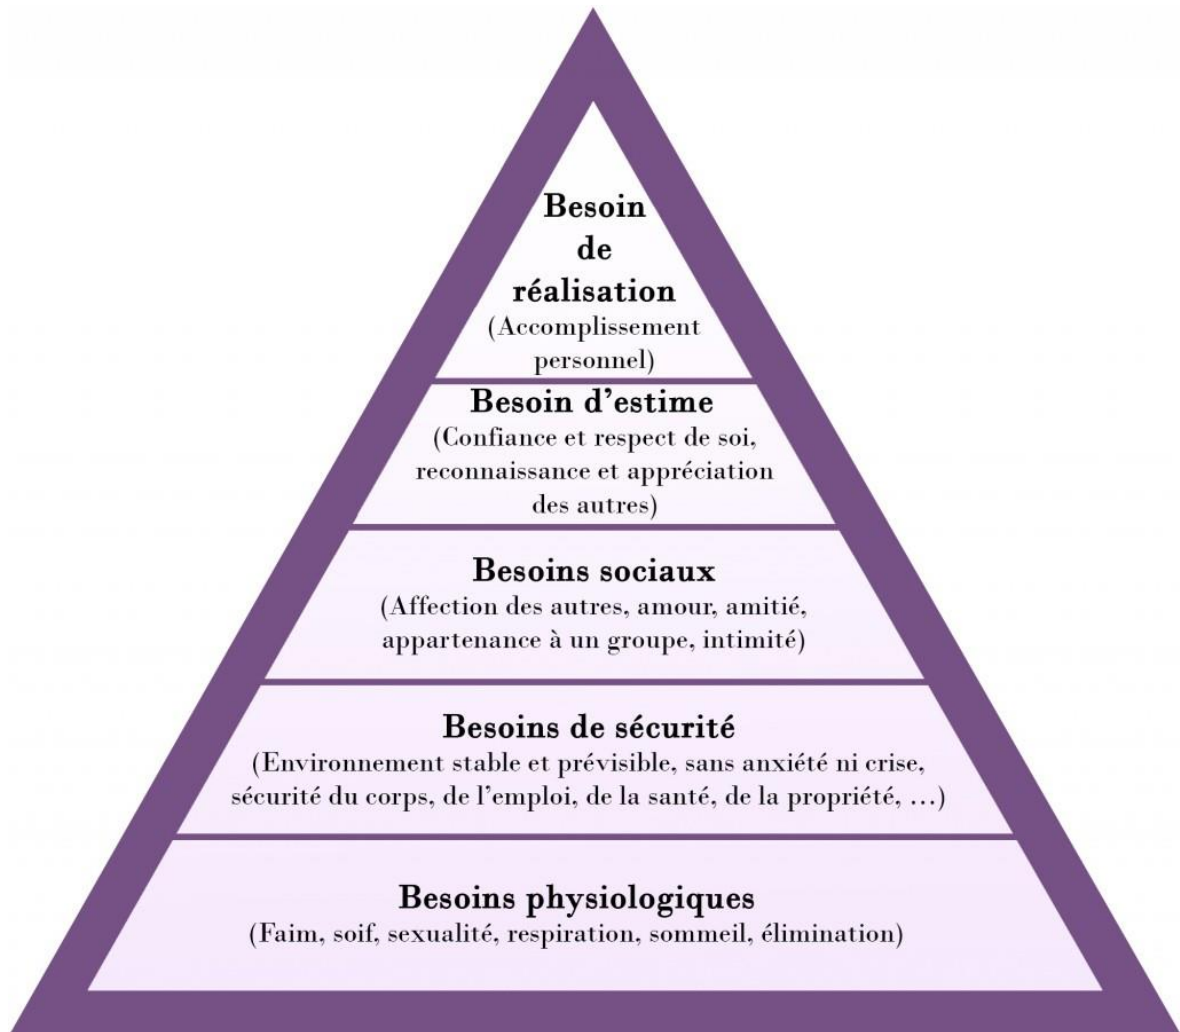 Besoin
de
réalisation
(Accomplissement
personnel)
Besoin d’estime
(Confiance et respect de soi,
reconnaissance et appréciation
des autres)
Besoins sociaux
(Affection des autres, amour, amitié,
appartenance à un groupe, intimité)
Besoins de sécurité
(Environnement stable et prévisible, sans anxiété ni crise,
sécurité du corps, de l’emploi, de la santé, de la propriété, …)
Besoins physiologiques
(Faim, soif, sexualité, respiration, sommeil, élimination)